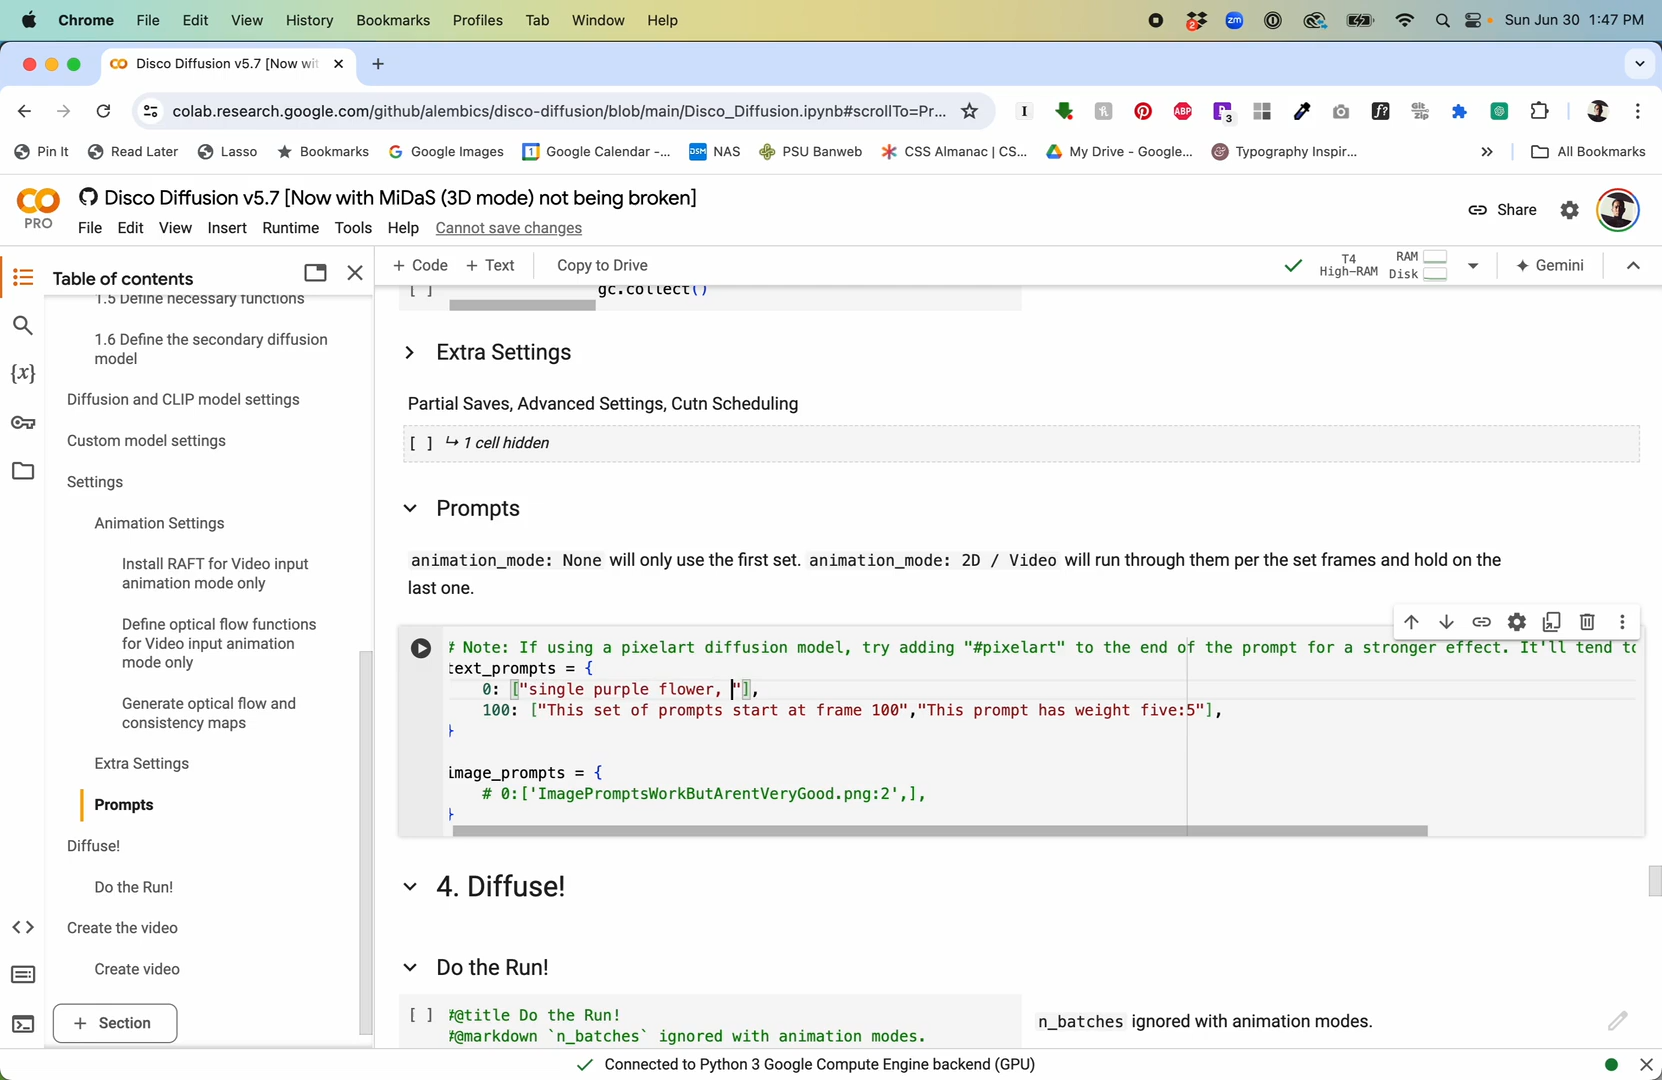 Chrome File Edit View History Bookmarks Profiles Tab Window Help
2 zm Sun Jun 30 1:47 PM
Disco Diffusion v5.7 [Now wit
colab.research.google.com/github/alembics/disco-diffusion/blob/main/Disco_Diffusion.ipynb#scrollTo=Pr...
Pin It Read Later Lasso Bookmarks Google Images Google Calendar -... NAS PSU Banweb CSS Almanac | CS... My Drive - Google... Typography Inspir... » All Bookmarks
Disco Diffusion v5.7 [Now with MiDaS (3D mode) not being broken]
PRO
File Edit View Insert Runtime Tools Help Cannot save changes
Share
+ Code + Text Copy to Drive
T4 High-RAM RAM Disk
Gemini
Table of contents
1.5 Define necessary functions
1.6 Define the secondary diffusion
model
Diffusion and CLIP model settings
Custom model settings
Settings
Animation Settings
Install RAFT for Video input
animation mode only
Define optical flow functions
for Video input animation
mode only
Generate optical flow and
consistency maps
Extra Settings
Prompts
Diffuse!
Do the Run!
Create the video
Create video
+ Section
[ ] gc.collect()
Extra Settings
Partial Saves, Advanced Settings, Cutn Scheduling
[ ] ↳ 1 cell hidden
Prompts
animation_mode: None will only use the first set. animation_mode: 2D / Video will run through them per the set frames and hold on the
last one.
# Note: If using a pixelart diffusion model, try adding "#pixelart" to the end of the prompt for a stronger effect. It'll tend to
text_prompts = {
0: ["single purple flower, "],
100: ["This set of prompts start at frame 100","This prompt has weight five:5"],
}
image_prompts = {
# 0:['ImagePromptsWorkButArentVeryGood.png:2',],
}
4. Diffuse!
Do the Run!
[ ] #@title Do the Run!
#@markdown `n_batches` ignored with animation modes.
n_batches ignored with animation modes.
Connected to Python 3 Google Compute Engine backend (GPU)